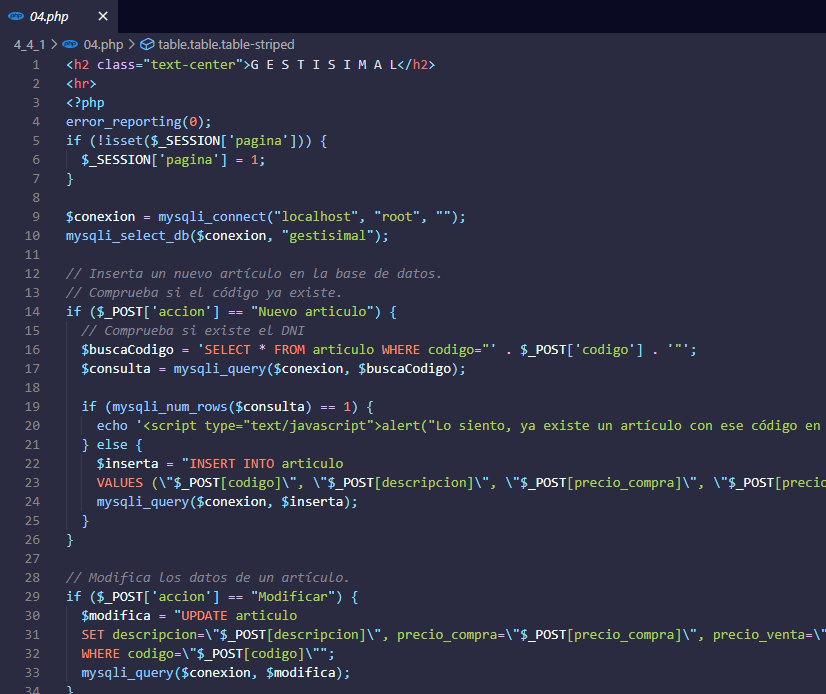 php 04.php ×
4_4_1 > php 04.php > table.table.table-striped
1 <h2 class="text-center">G E S T I S I M A L</h2>
2 <hr>
3 <?php
4 error_reporting(0);
5 if (!isset($_SESSION['pagina'])) {
6   $_SESSION['pagina'] = 1;
7 }
8
9 $conexion = mysqli_connect("localhost", "root", "");
10 mysqli_select_db($conexion, "gestisimal");
11
12 // Inserta un nuevo artículo en la base de datos.
13 // Comprueba si el código ya existe.
14 if ($_POST['accion'] == "Nuevo articulo") {
15   // Comprueba si existe el DNI
16   $buscaCodigo = 'SELECT * FROM articulo WHERE codigo="' . $_POST['codigo'] . '"';
17   $consulta = mysqli_query($conexion, $buscaCodigo);
18
19   if (mysqli_num_rows($consulta) == 1) {
20     echo '<script type="text/javascript">alert("Lo siento, ya existe un artículo con ese código en
21   } else {
22     $inserta = "INSERT INTO articulo
23     VALUES (\"$_POST[codigo]\", \"$_POST[descripcion]\", \"$_POST[precio_compra]\", \"$_POST[precio
24     mysqli_query($conexion, $inserta);
25   }
26 }
27
28 // Modifica los datos de un artículo.
29 if ($_POST['accion'] == "Modificar") {
30   $modifica = "UPDATE articulo
31   SET descripcion=\"$_POST[descripcion]\", precio_compra=\"$_POST[precio_compra]\", precio_venta=\"
32   WHERE codigo=\"$_POST[codigo]\"";
33   mysqli_query($conexion, $modifica);
34 }